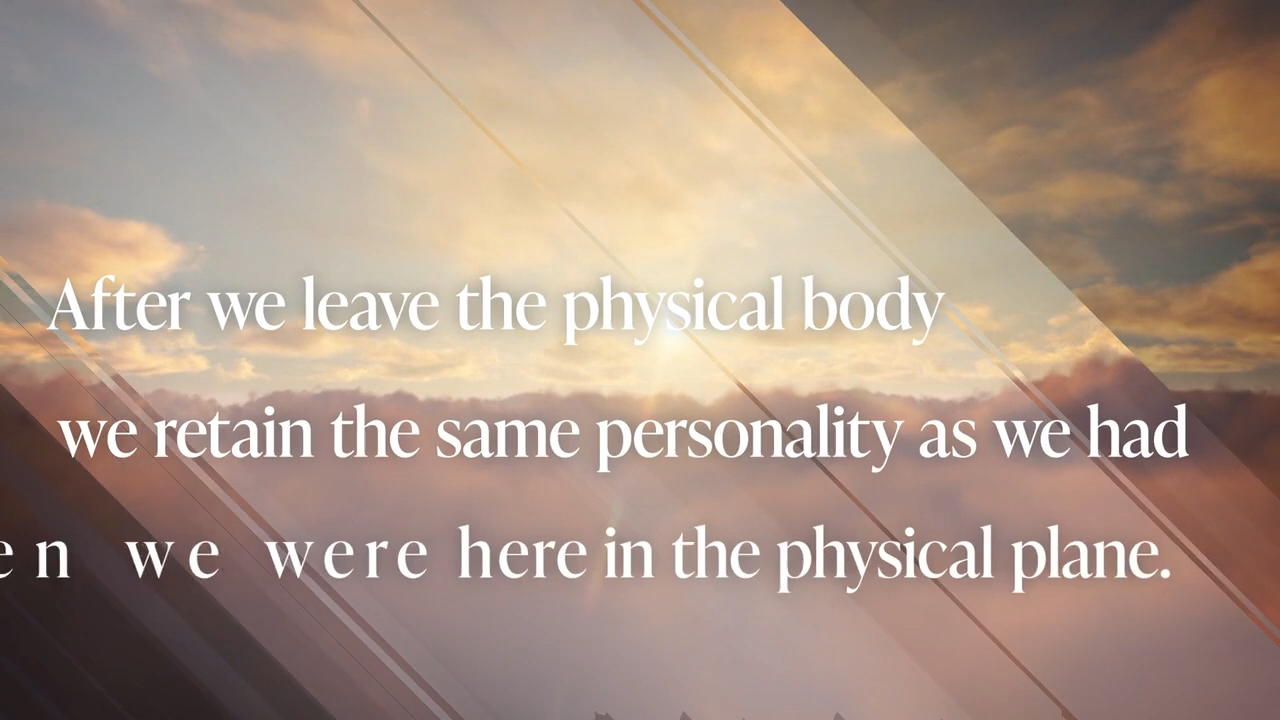 After we leave the physical body
we retain the same personality as we had
en we were here in the physical plane.